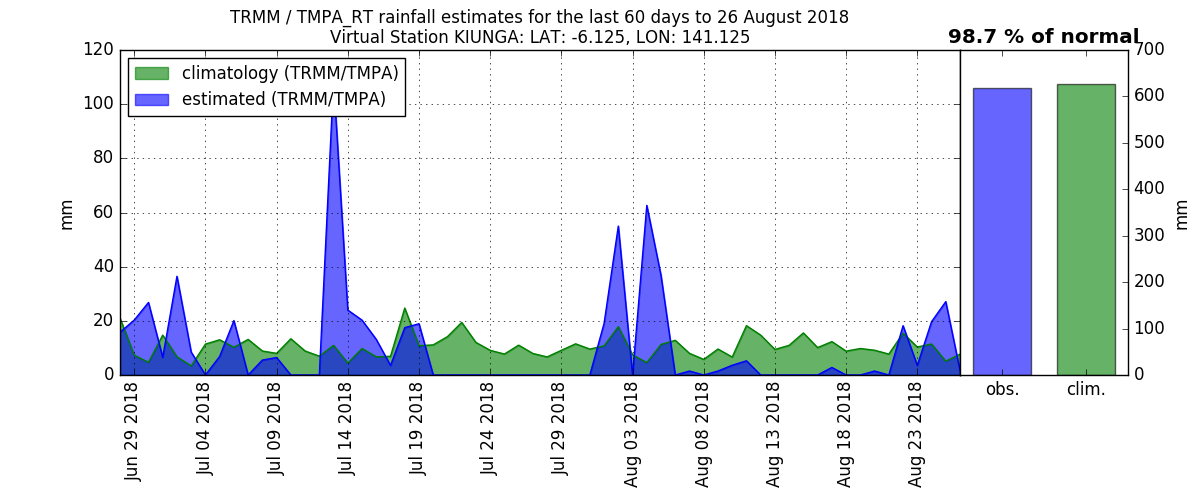 TRMM / TMPA_RT rainfall estimates for the last 60 days to 26 August 2018
Virtual Station KIUNGA: LAT: -6.125, LON: 141.125
98.7 % of normal
climatology (TRMM/TMPA)
estimated (TRMM/TMPA)
120
100
80
60
40
20
0
mm
700
600
500
400
300
200
100
0
mm
Jun 29 2018
Jul 04 2018
Jul 09 2018
Jul 14 2018
Jul 19 2018
Jul 24 2018
Jul 29 2018
Aug 03 2018
Aug 08 2018
Aug 13 2018
Aug 18 2018
Aug 23 2018
obs.
clim.